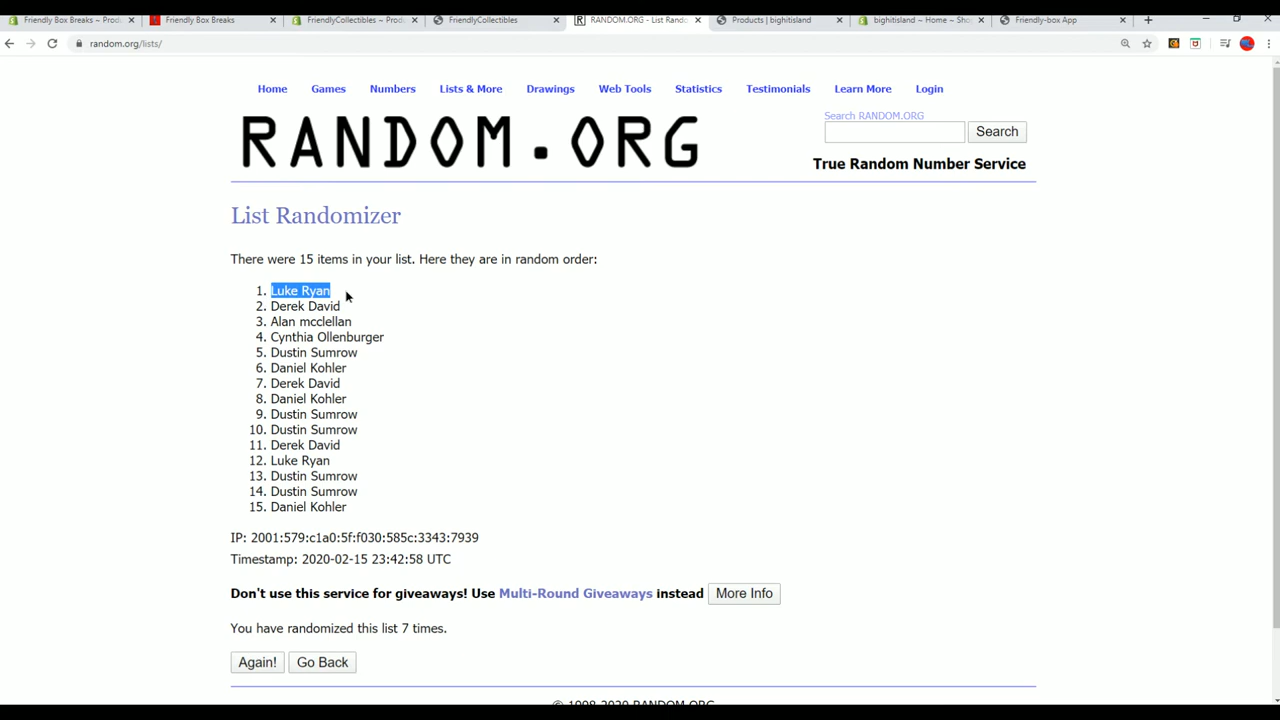 Friendly Box Breaks ~ Prod
Friendly Box Breaks
FriendlyCollectibles ~ Prod
FriendlyCollectibles
RANDOM.ORG - List Rando
Products | bighitisland
bighitisland ~ Home ~ Sho
Friendly-box App
random.org/lists/
Home Games Numbers Lists & More Drawings Web Tools Statistics Testimonials Learn More Login
RANDOM.ORG
Search RANDOM.ORG
Search
True Random Number Service
List Randomizer
There were 15 items in your list. Here they are in random order:
1. Luke Ryan
2. Derek David
3. Alan mcclellan
4. Cynthia Ollenburger
5. Dustin Sumrow
6. Daniel Kohler
7. Derek David
8. Daniel Kohler
9. Dustin Sumrow
10. Dustin Sumrow
11. Derek David
12. Luke Ryan
13. Dustin Sumrow
14. Dustin Sumrow
15. Daniel Kohler
IP: 2001:579:c1a0:5f:f030:585c:3343:7939
Timestamp: 2020-02-15 23:42:58 UTC
Don't use this service for giveaways! Use Multi-Round Giveaways instead More Info
You have randomized this list 7 times.
Again! Go Back
© 1998-2020 RANDOM.ORG